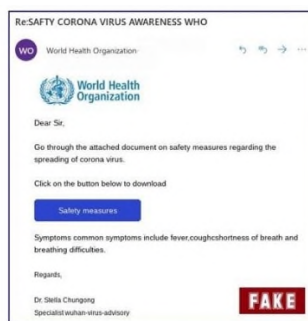 Re:SAFTY CORONA VIRUS AWARENESS WHO
WO World Health Organization
World Health
Organization
Dear Sir,
Go through the attached document on safety measures regarding the
spreading of corona virus.
Click on the button below to download
Safety measures
Symptoms common symptoms include fever,coughcshortness of breath and
breathing difficulties.
Regards,
Dr. Stella Chungong
Specialist wuhan-virus-advisory
FAKE